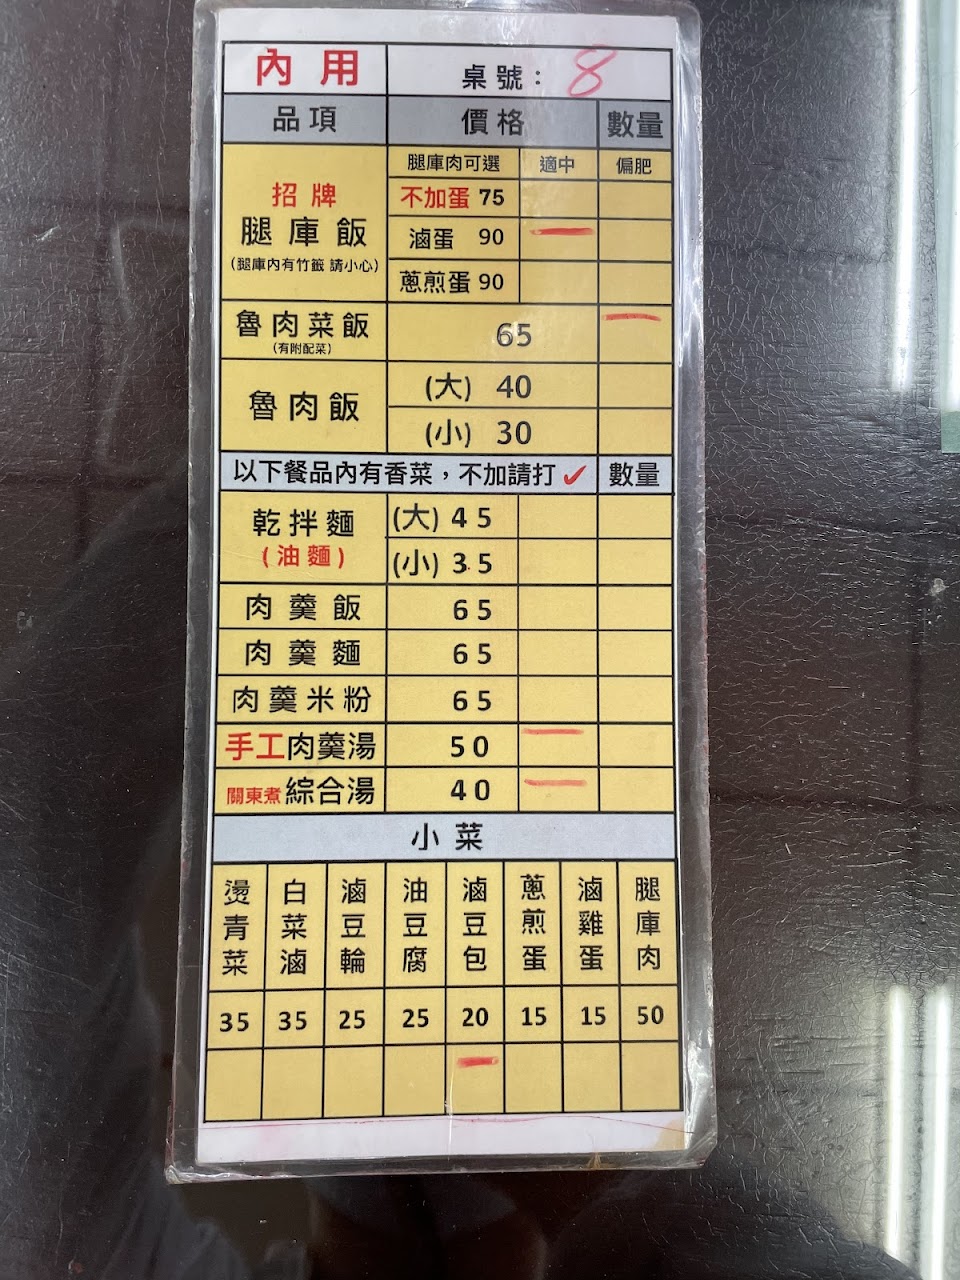 內用 桌號： 8
品項 價格 數量
腿庫肉可選 適中 偏肥
招牌
腿庫飯
(腿庫內有竹籤 請小心)
不加蛋 75
滷蛋 90
蔥煎蛋 90
魯肉菜飯 65
(有附配菜)
魯肉飯
(大) 40
(小) 30
以下餐品內有香菜，不加請打✓ 數量
乾拌麵
(油麵)
(大) 45
(小) 35
肉羹飯 65
肉羹麵 65
肉羹米粉 65
手工肉羹湯 50
關東煮綜合湯 40
小菜
燙青菜 白菜滷 滷豆輪 油豆腐 滷豆包 蔥煎蛋 滷雞蛋 腿庫肉
35 35 25 25 20 15 15 50